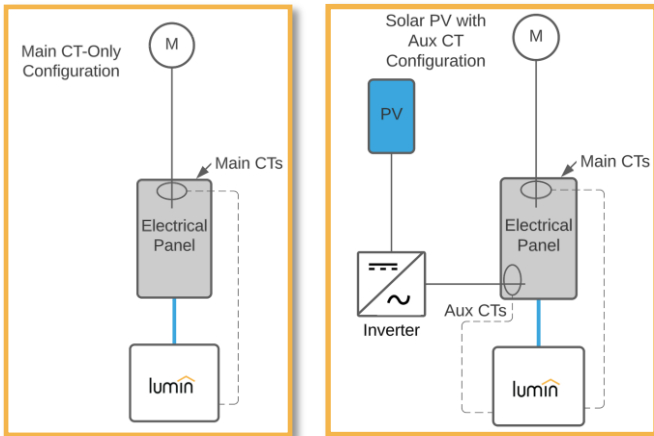 Main CT-Only
Configuration
M
Main CTs
Electrical
Panel
lumin
Solar PV with
Aux CT
Configuration
M
PV
Main CTs
Electrical
Panel
Aux CTs
Inverter
lumin